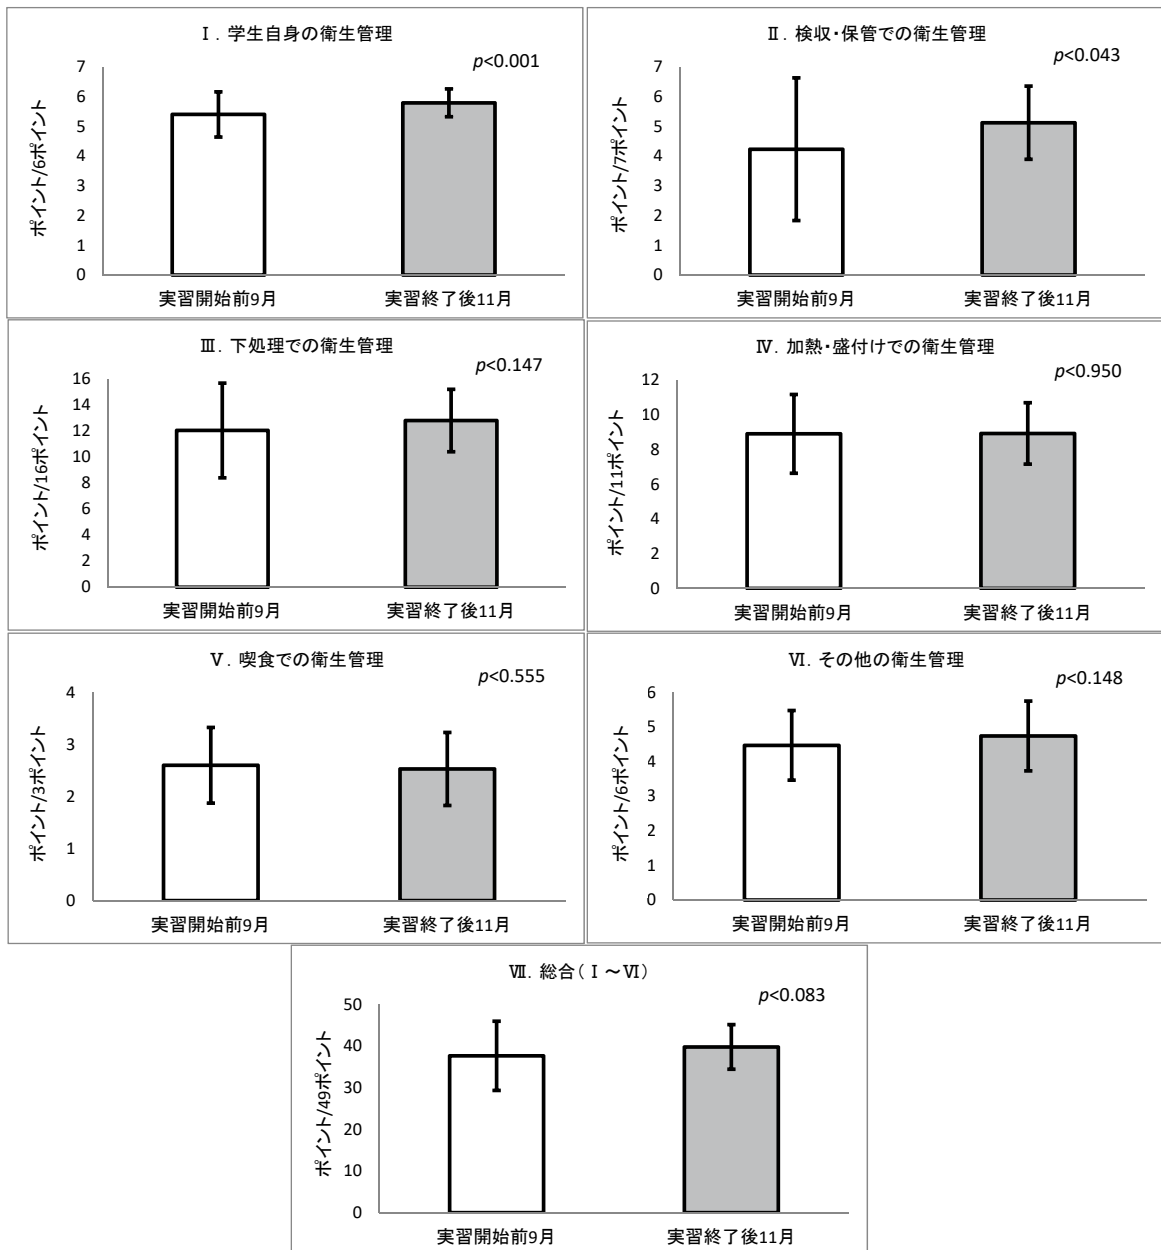 Ⅰ. 学生自身の衛生管理
p<0.001
ポイント/6ポイント
7
6
5
4
3
2
1
0
実習開始前9月
実習終了後11月
Ⅱ. 検収・保管での衛生管理
p<0.043
ポイント/7ポイント
7
6
5
4
3
2
1
0
実習開始前9月
実習終了後11月
Ⅲ. 下処理での衛生管理
p<0.147
ポイント/16ポイント
16
14
12
10
8
6
4
2
0
実習開始前9月
実習終了後11月
Ⅳ. 加熱・盛付けでの衛生管理
p<0.950
ポイント/11ポイント
12
10
8
6
4
2
0
実習開始前9月
実習終了後11月
Ⅴ. 喫食での衛生管理
p<0.555
ポイント/3ポイント
4
3
2
1
0
実習開始前9月
実習終了後11月
Ⅵ. その他の衛生管理
p<0.148
ポイント/6ポイント
6
5
4
3
2
1
0
実習開始前9月
実習終了後11月
Ⅶ. 総合(Ⅰ～Ⅵ)
p<0.083
ポイント/49ポイント
50
40
30
20
10
0
実習開始前9月
実習終了後11月